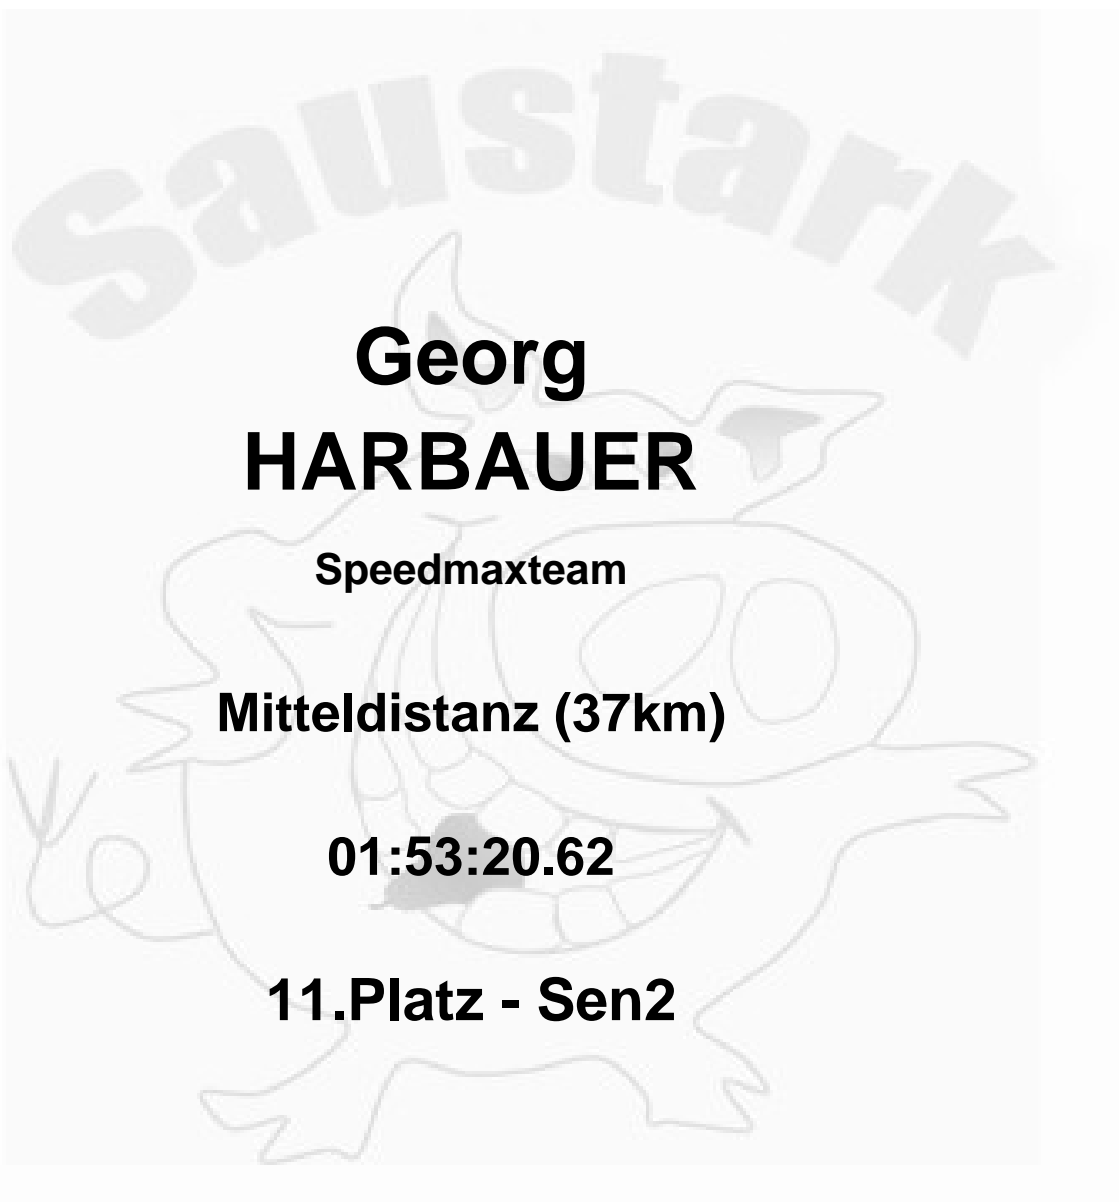 Saustark
Georg
HARBAUER
Speedmaxteam
Mitteldistanz (37km)
01:53:20.62
11.Platz - Sen2